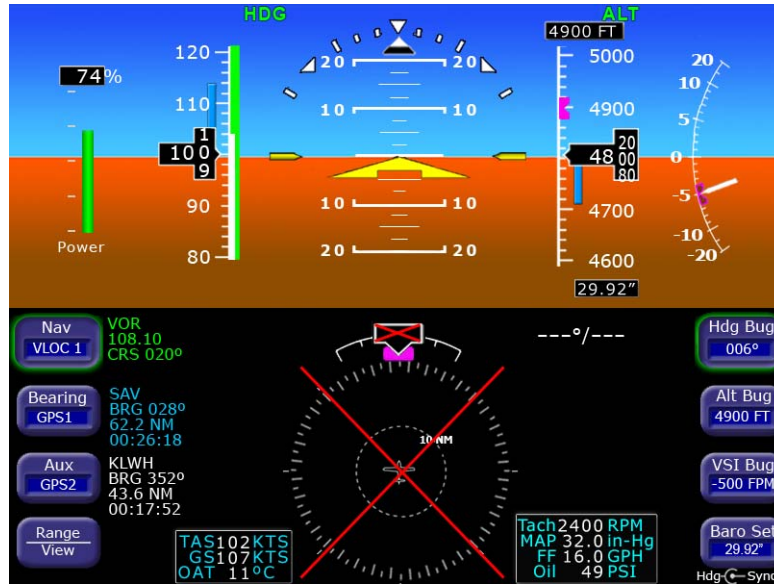 HDG ALT
4900 FT
74%
120
110
100
1
9
90
80
20 20
10 10
10 10
20 20
5000
4900
48
20
00
80
4700
4600
29.92"
20
10
5
0
-5
-10
-20
Power
Nav
VLOC 1
VOR
108.10
CRS 020º
Bearing
GPS1
SAV
BRG 028º
62.2 NM
00:26:18
Aux
GPS2
KLWH
BRG 352º
43.6 NM
00:17:52
Range
View
TAS102KTS
GS107KTS
OAT 11ºC
10 NM
---º/---
Tach2400 RPM
MAP 32.0 in-Hg
FF 16.0 GPH
Oil 49 PSI
Hdg Bug
006º
Alt Bug
4900 FT
VSI Bug
-500 FPM
Baro Set
29.92"
Hdg Sync